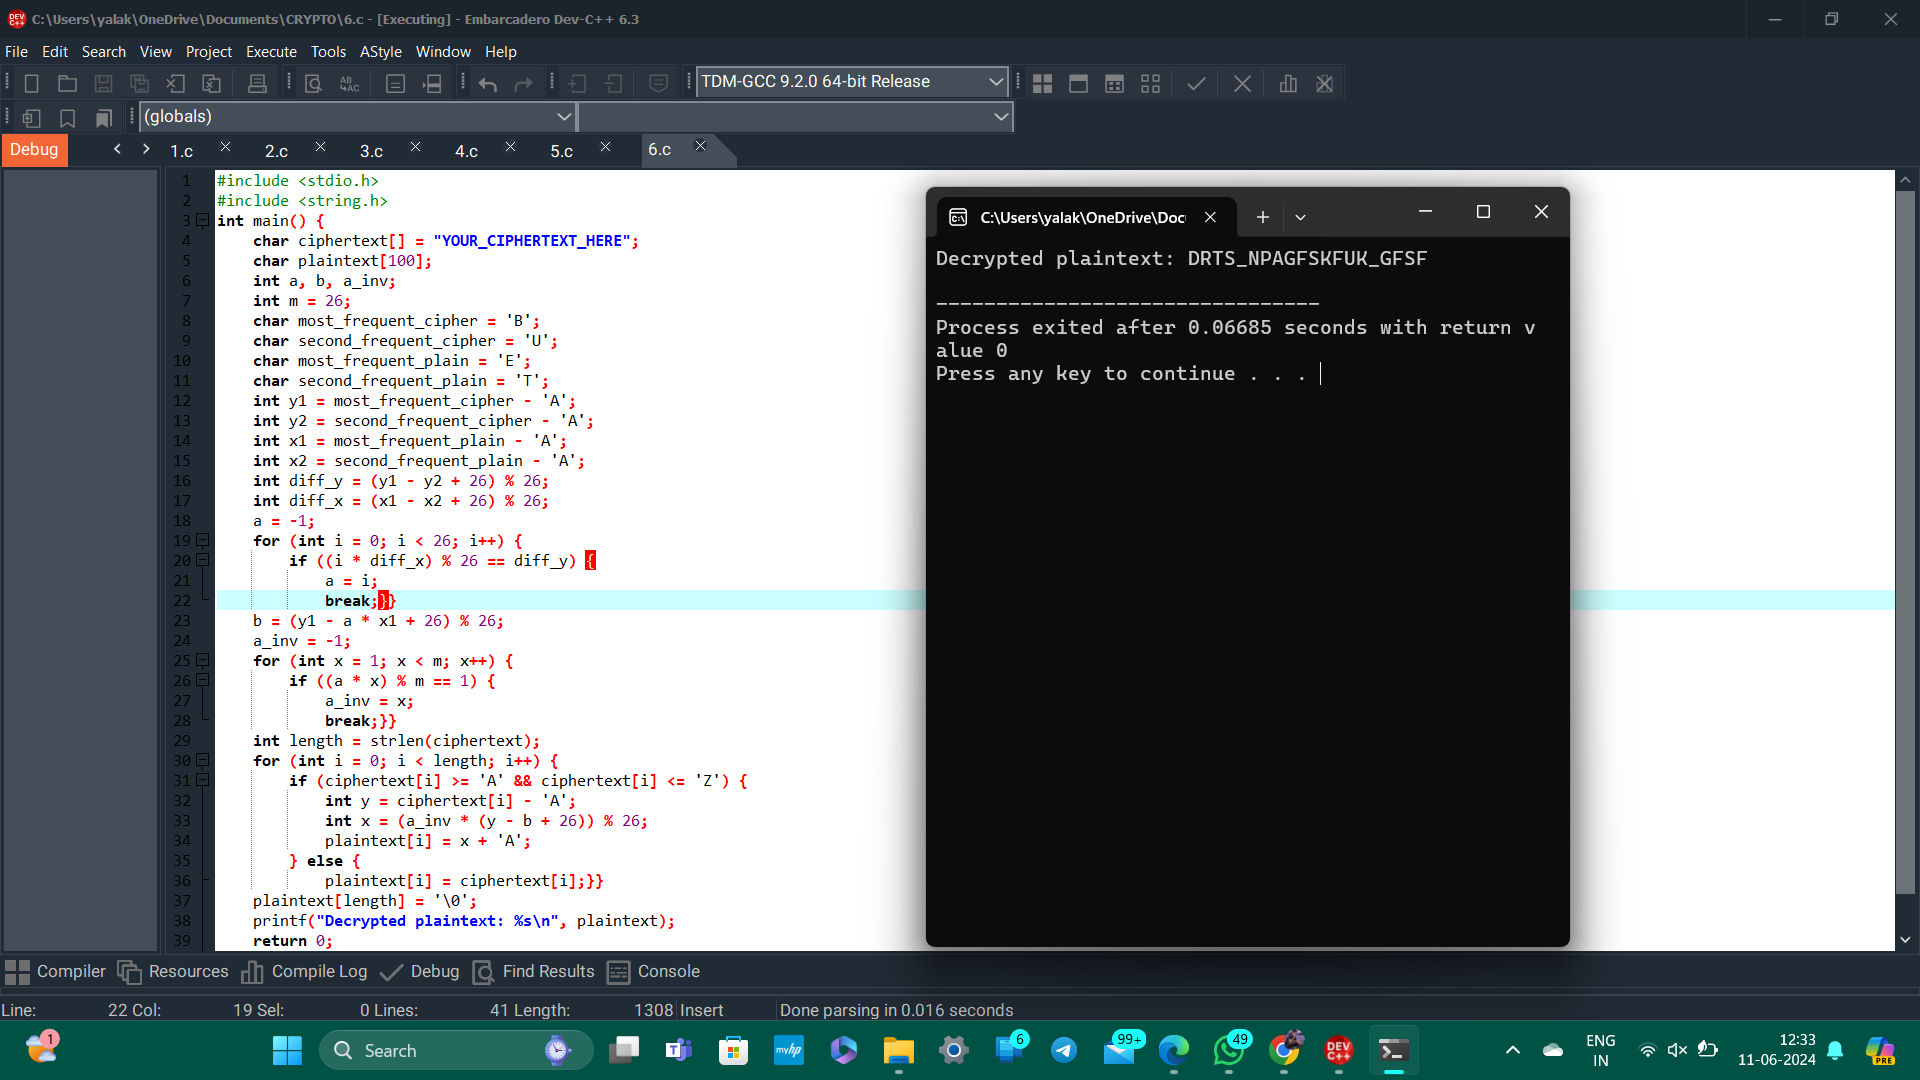 C:\Users\yalak\OneDrive\Documents\CRYPTO\6.c - [Executing] - Embarcadero Dev-C++ 6.3
File Edit Search View Project Execute Tools AStyle Window Help
TDM-GCC 9.2.0 64-bit Release
(globals)
Debug
1.c 2.c 3.c 4.c 5.c 6.c
1 #include <stdio.h>
2 #include <string.h>
3 int main() {
4     char ciphertext[] = "YOUR_CIPHERTEXT_HERE";
5     char plaintext[100];
6     int a, b, a_inv;
7     int m = 26;
8     char most_frequent_cipher = 'B';
9     char second_frequent_cipher = 'U';
10     char most_frequent_plain = 'E';
11     char second_frequent_plain = 'T';
12     int y1 = most_frequent_cipher - 'A';
13     int y2 = second_frequent_cipher - 'A';
14     int x1 = most_frequent_plain - 'A';
15     int x2 = second_frequent_plain - 'A';
16     int diff_y = (y1 - y2 + 26) % 26;
17     int diff_x = (x1 - x2 + 26) % 26;
18     a = -1;
19     for (int i = 0; i < 26; i++) {
20         if ((i * diff_x) % 26 == diff_y) {
21             a = i;
22             break;}}
23     b = (y1 - a * x1 + 26) % 26;
24     a_inv = -1;
25     for (int x = 1; x < m; x++) {
26         if ((a * x) % m == 1) {
27             a_inv = x;
28             break;}}
29     int length = strlen(ciphertext);
30     for (int i = 0; i < length; i++) {
31         if (ciphertext[i] >= 'A' && ciphertext[i] <= 'Z') {
32             int y = ciphertext[i] - 'A';
33             int x = (a_inv * (y - b + 26)) % 26;
34             plaintext[i] = x + 'A';
35         } else {
36             plaintext[i] = ciphertext[i];}}
37     plaintext[length] = '\0';
38     printf("Decrypted plaintext: %s\n", plaintext);
39     return 0;
C:\Users\yalak\OneDrive\Doc
Decrypted plaintext: DRTS_NPAGFSKFUK_GFSF
--------------------------------
Process exited after 0.06685 seconds with return v
alue 0
Press any key to continue . . .
Compiler Resources Compile Log Debug Find Results Console
Line: 22 Col: 19 Sel: 0 Lines: 41 Length: 1308 Insert Done parsing in 0.016 seconds
1
Search
myhp
6
99+
49
DEV C++
ENG
IN
12:33
11-06-2024
PRE